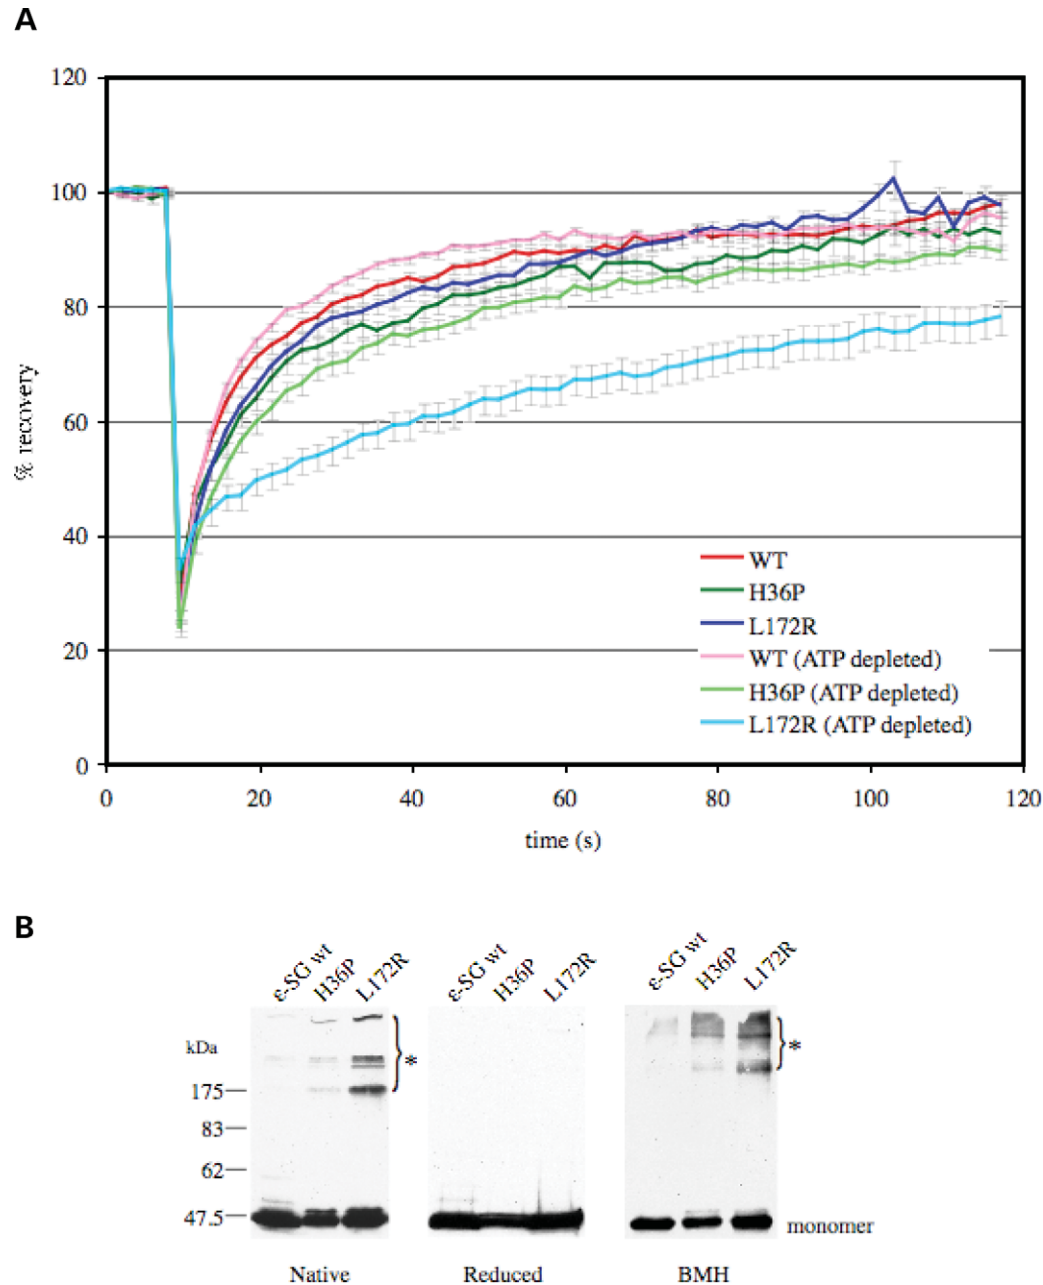 A
120
100
80
60
40
20
0
% recovery
0 20 40 60 80 100 120
time (s)
WT
H36P
L172R
WT (ATP depleted)
H36P (ATP depleted)
L172R (ATP depleted)
B
ε-SG wt H36P L172R
ε-SG wt H36P L172R
ε-SG wt H36P L172R
kDa
175
83
62
47.5
*
*
monomer
Native Reduced BMH